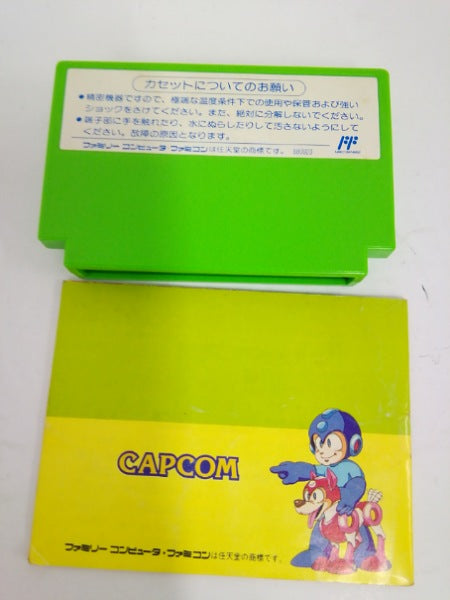 カセットについてのお願い
●精密機器ですので、極端な温度条件下での使用や保管および強い
ショックをさけてください。また、絶対に分解しないでください。
●端子部に手を触れたり、水にぬらしたりして汚さないようにして
ください。故障の原因となります。
ファミリー コンピュータ・ファミコンは任天堂の商標です。
CAPCOM
ファミリー コンピュータ・ファミコンは任天堂の商標です。